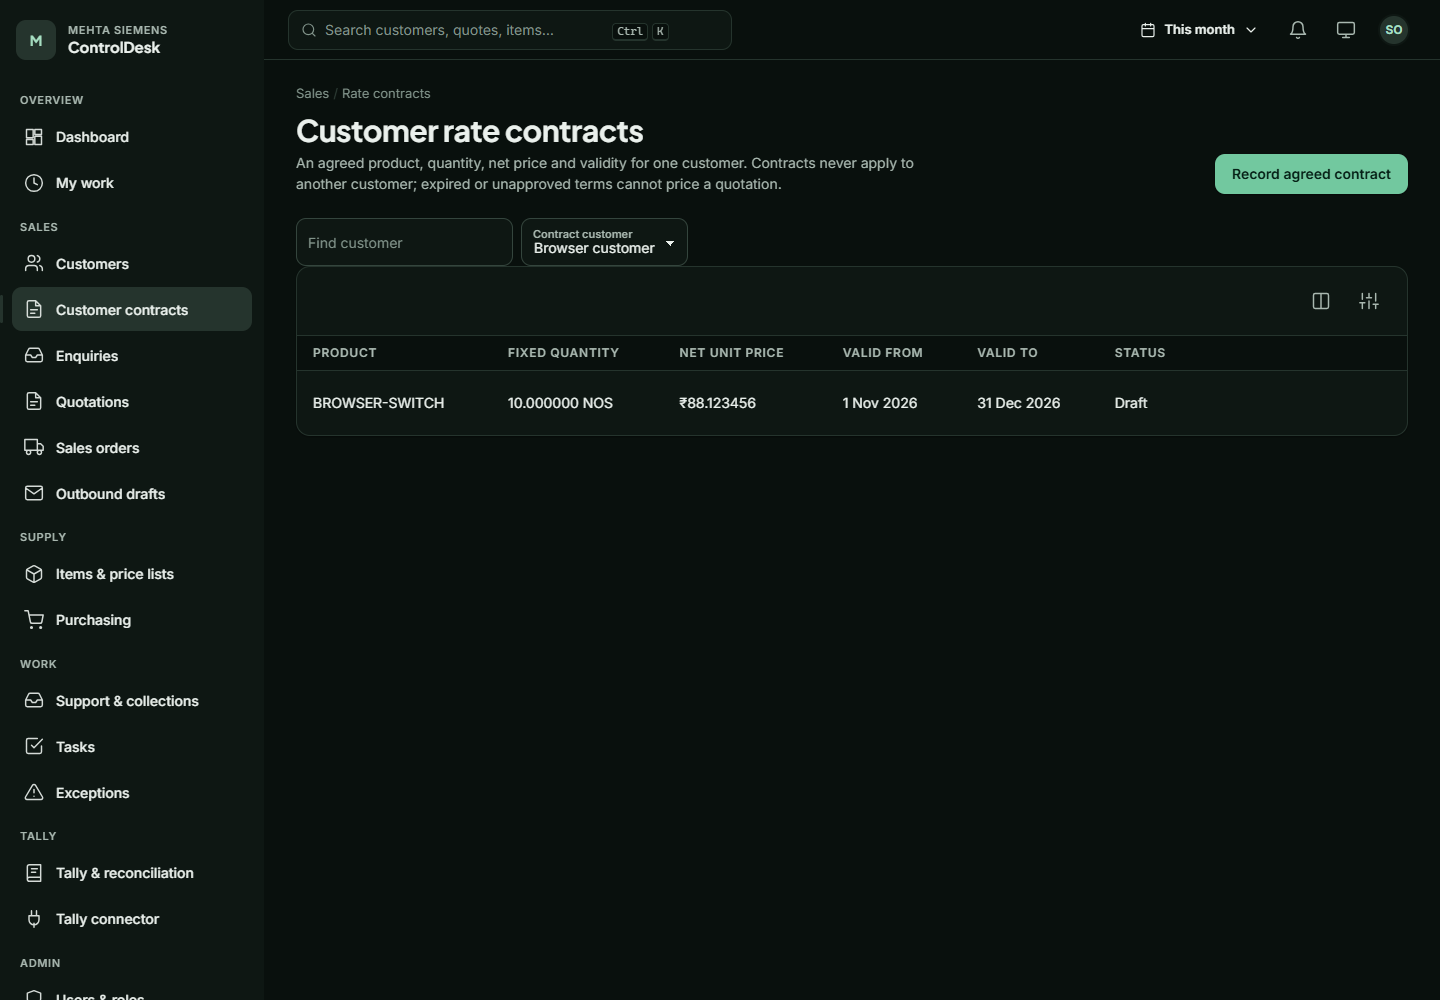 M
MEHTA SIEMENS
ControlDesk
OVERVIEW
Dashboard
My work
SALES
Customers
Customer contracts
Enquiries
Quotations
Sales orders
Outbound drafts
SUPPLY
Items & price lists
Purchasing
WORK
Support & collections
Tasks
Exceptions
TALLY
Tally & reconciliation
Tally connector
ADMIN
Users & roles
Search customers, quotes, items... Ctrl K
This month
SO
Sales / Rate contracts
Customer rate contracts
An agreed product, quantity, net price and validity for one customer. Contracts never apply to
another customer; expired or unapproved terms cannot price a quotation.
Record agreed contract
Find customer
Contract customer
Browser customer
PRODUCT FIXED QUANTITY NET UNIT PRICE VALID FROM VALID TO STATUS
BROWSER-SWITCH 10.000000 NOS ₹88.123456 1 Nov 2026 31 Dec 2026 Draft